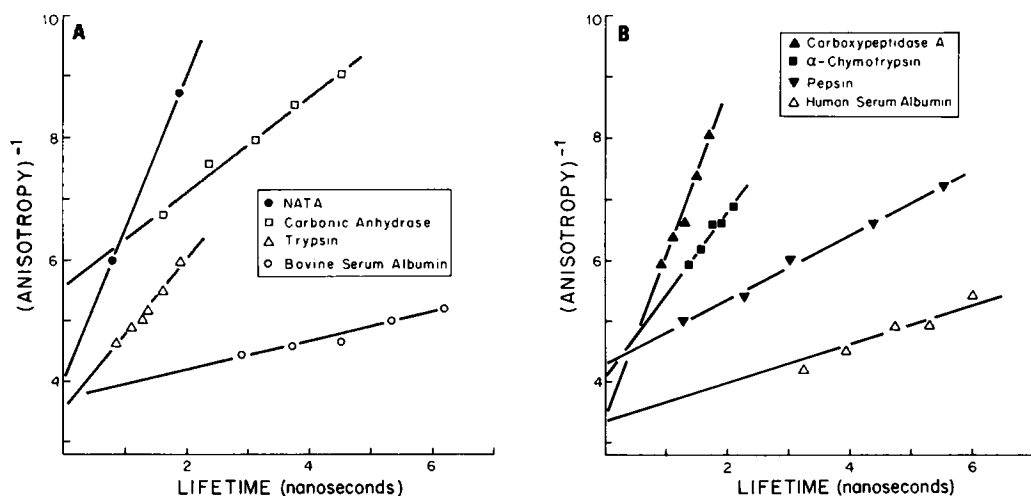 A
10
8
6
4
(ANISOTROPY)⁻¹
NATA
Carbonic Anhydrase
Trypsin
Bovine Serum Albumin
2
4
6
LIFETIME (nanoseconds)
B
10
8
6
4
(ANISOTROPY)⁻¹
Carboxypeptidase A
α-Chymotrypsin
Pepsin
Human Serum Albumin
2
4
6
LIFETIME (nanoseconds)